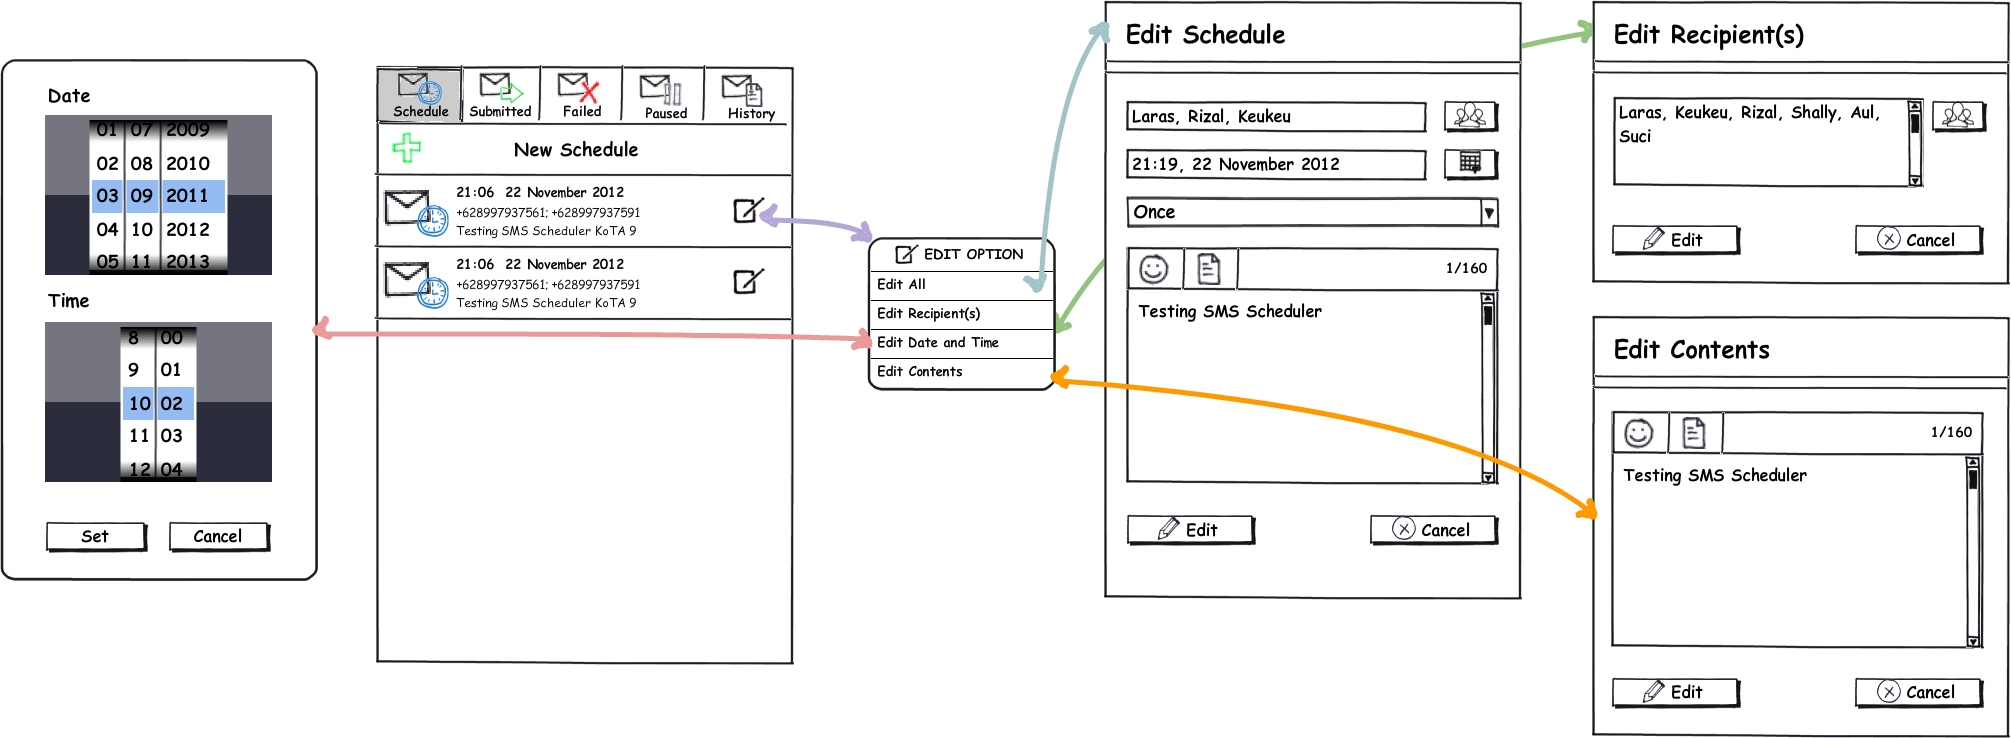 Date
01 07 2009
02 08 2010
03 09 2011
04 10 2012
05 11 2013
Time
8 00
9 01
10 02
11 03
12 04
Set
Cancel
Schedule
Submitted
Failed
Paused
History
New Schedule
21:06 22 November 2012
+628997937561; +628997937591
Testing SMS Scheduler KoTA 9
21:06 22 November 2012
+628997937561; +628997937591
Testing SMS Scheduler KoTA 9
EDIT OPTION
Edit All
Edit Recipient(s)
Edit Date and Time
Edit Contents
Edit Schedule
Laras, Rizal, Keukeu
21:19, 22 November 2012
Once
1/160
Testing SMS Scheduler
Edit
Cancel
Edit Recipient(s)
Laras, Keukeu, Rizal, Shally, Aul,
Suci
Edit
Cancel
Edit Contents
1/160
Testing SMS Scheduler
Edit
Cancel